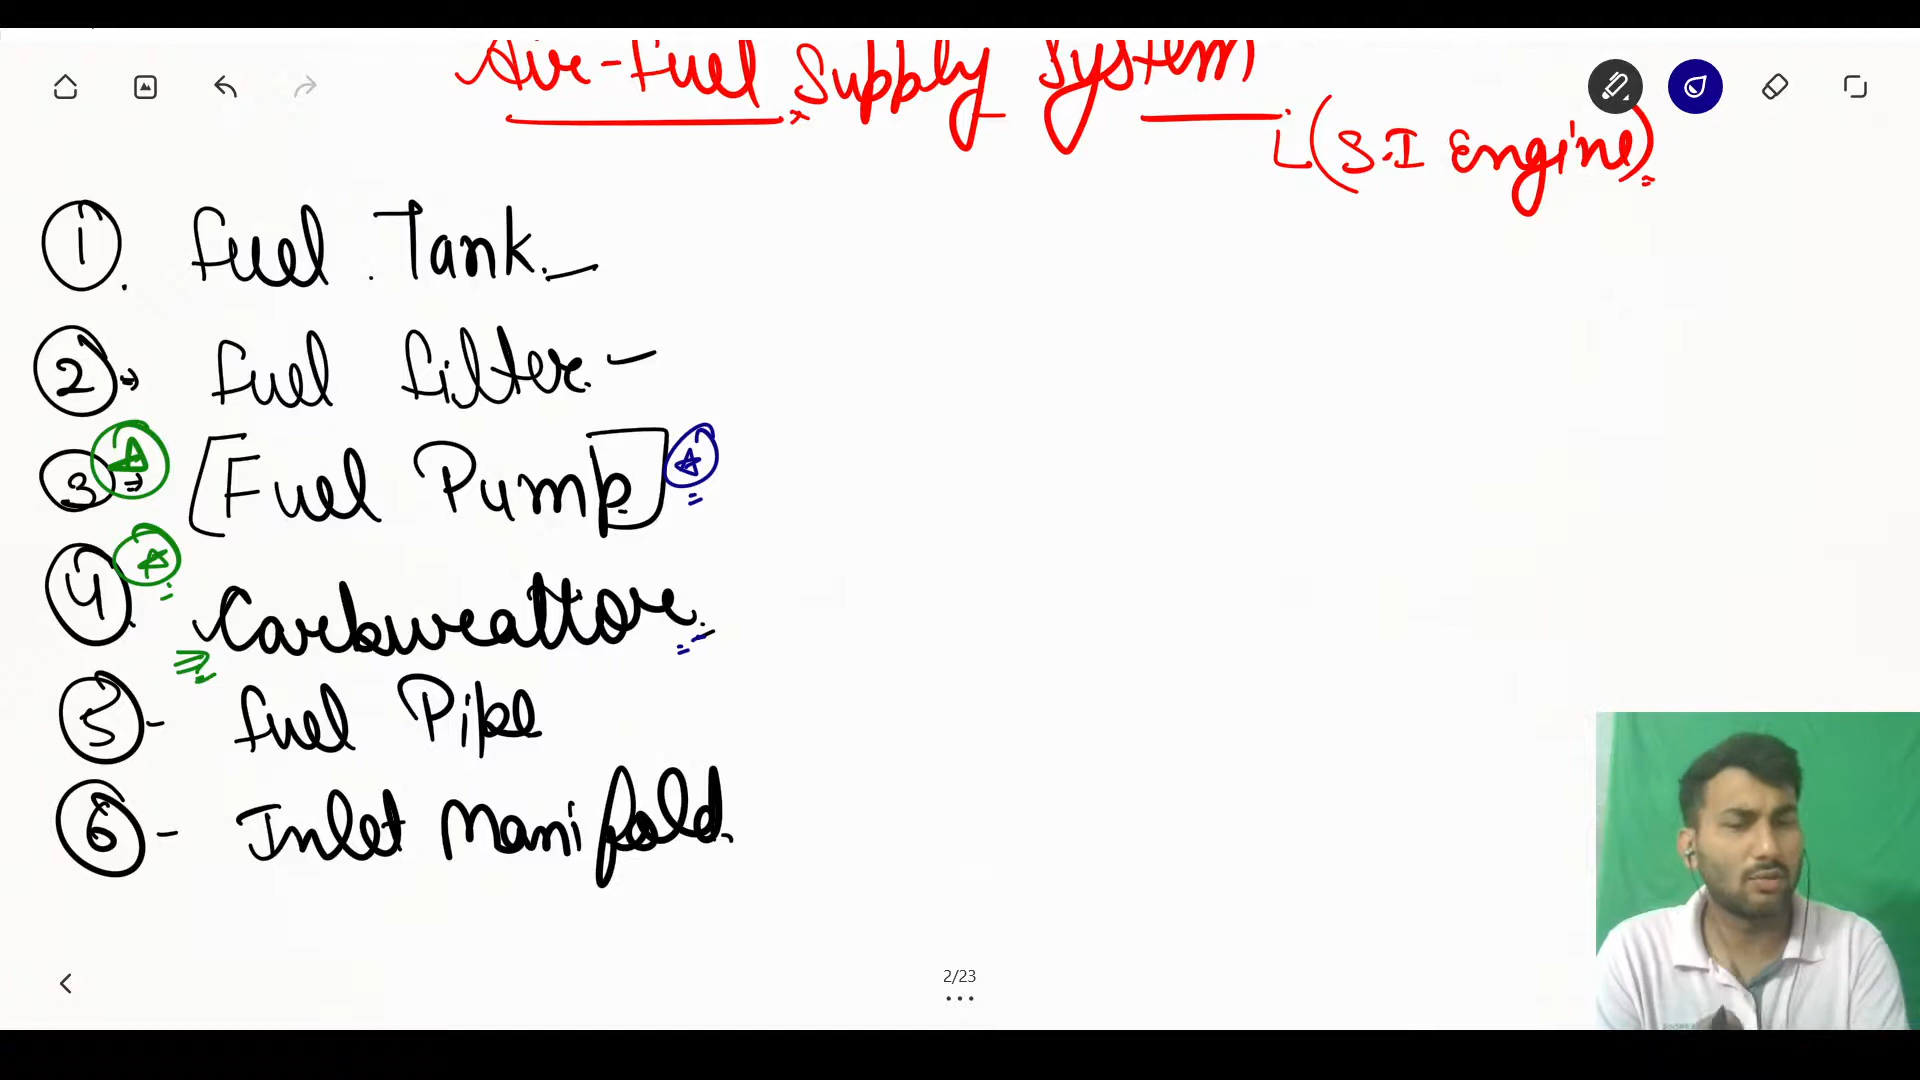 Air-Fuel Supply System
(S.I Engine)
1. Fuel Tank.
2 Fuel filter.
3 [Fuel Pump]
4 Carbureattor.
5- Fuel Pipe
6- Inlet Manifold.
2/23